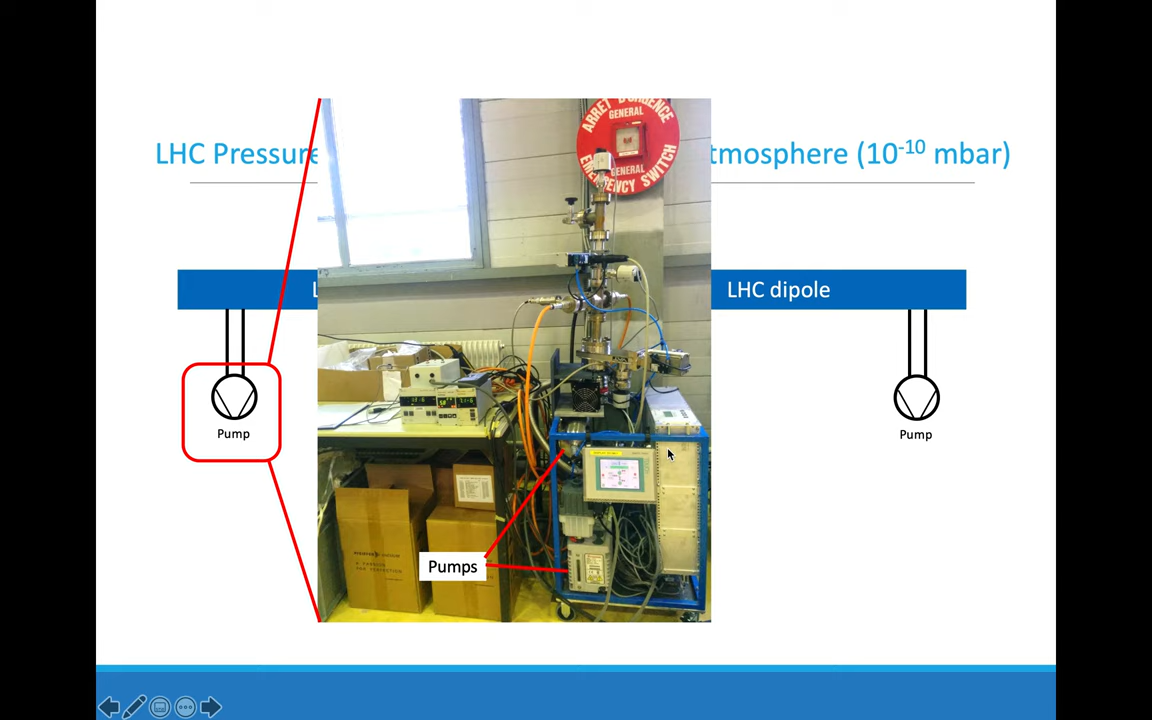 LHC Pressure
tmosphere (10⁻¹⁰ mbar)
ARRET D'URGENCE
GENERAL
GENERAL
EMERGENCY SWITCH
LHC dipole
Pump
Pump
Pumps